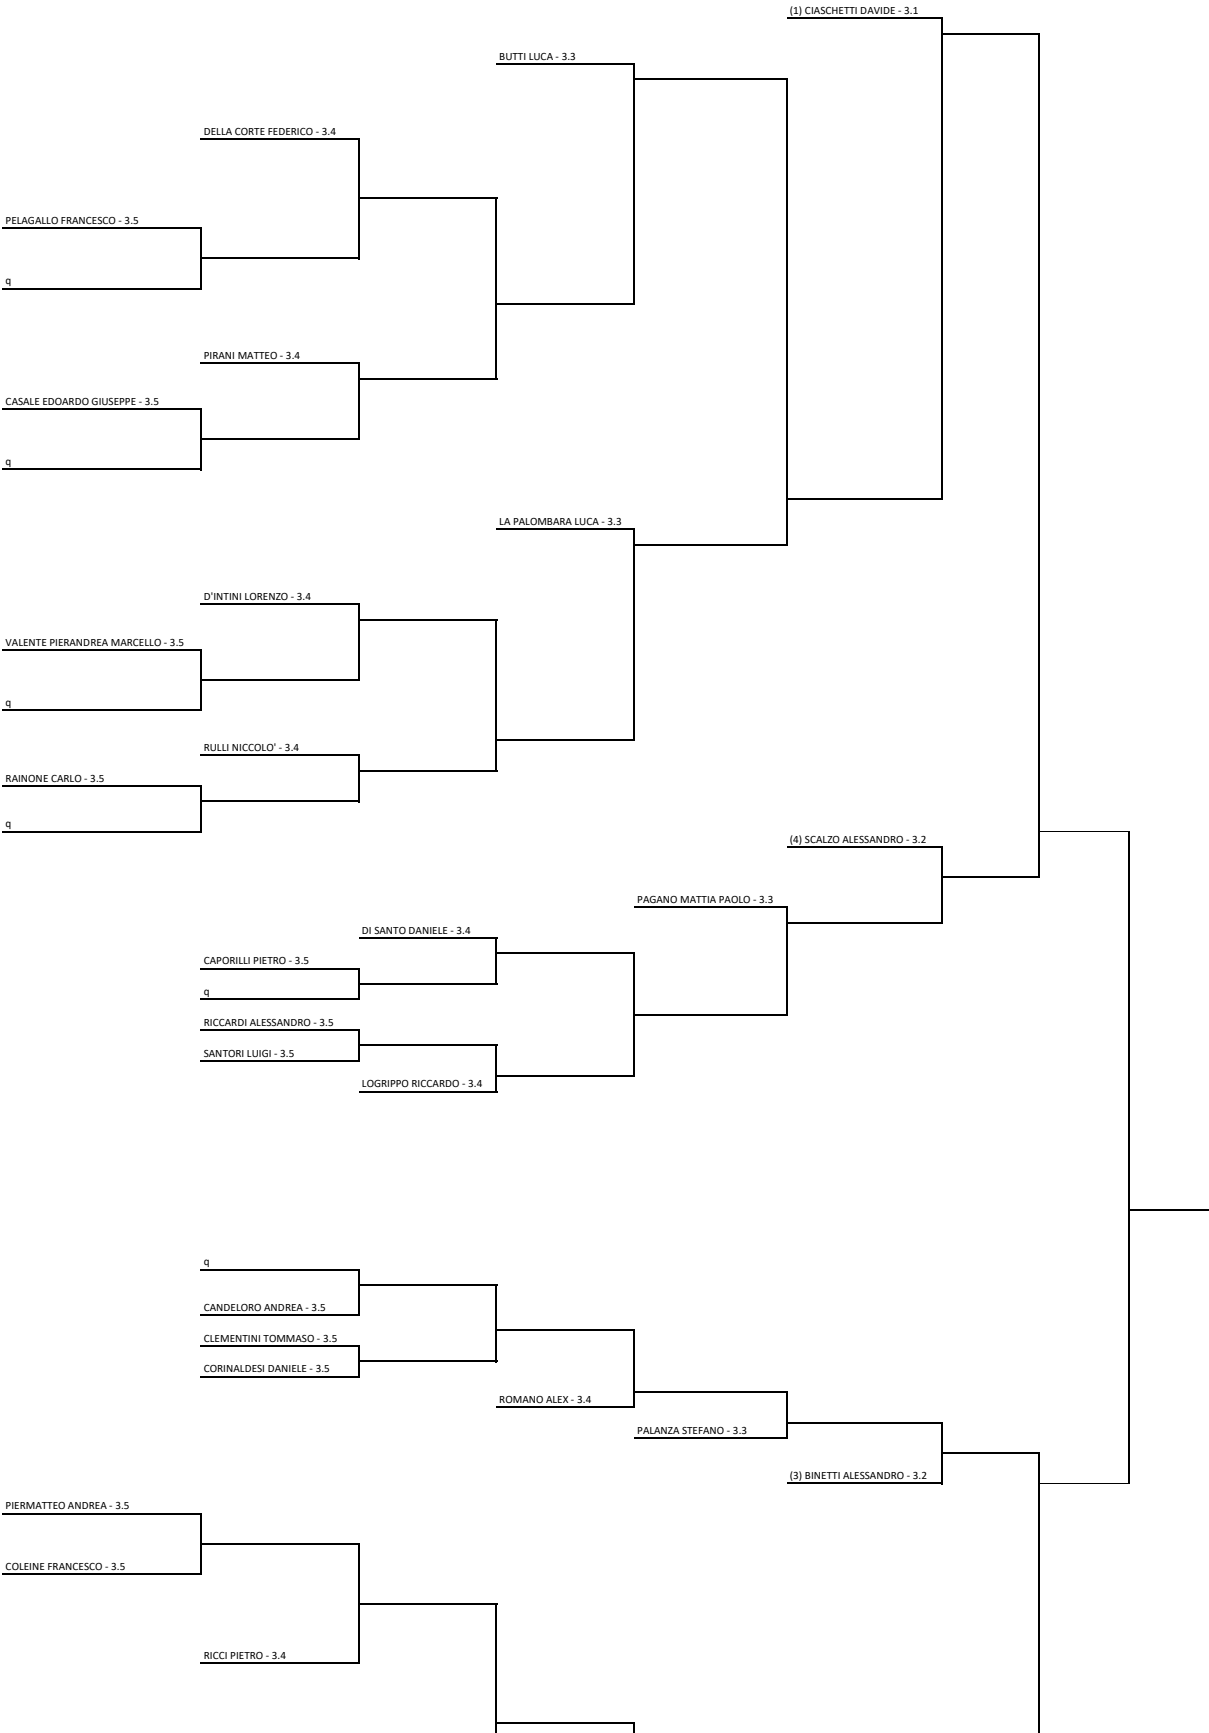 (1) CIASCHETTI DAVIDE - 3.1
BUTTI LUCA - 3.3
DELLA CORTE FEDERICO - 3.4
PELAGALLO FRANCESCO - 3.5
q
PIRANI MATTEO - 3.4
CASALE EDOARDO GIUSEPPE - 3.5
q
LA PALOMBARA LUCA - 3.3
D'INTINI LORENZO - 3.4
VALENTE PIERANDREA MARCELLO - 3.5
q
RULLI NICCOLO' - 3.4
RAINONE CARLO - 3.5
q
(4) SCALZO ALESSANDRO - 3.2
PAGANO MATTIA PAOLO - 3.3
DI SANTO DANIELE - 3.4
CAPORILLI PIETRO - 3.5
q
RICCARDI ALESSANDRO - 3.5
SANTORI LUIGI - 3.5
LOGRIPPO RICCARDO - 3.4
q
CANDELORO ANDREA - 3.5
CLEMENTINI TOMMASO - 3.5
CORINALDESI DANIELE - 3.5
ROMANO ALEX - 3.4
PALANZA STEFANO - 3.3
(3) BINETTI ALESSANDRO - 3.2
PIERMATTEO ANDREA - 3.5
COLEINE FRANCESCO - 3.5
RICCI PIETRO - 3.4